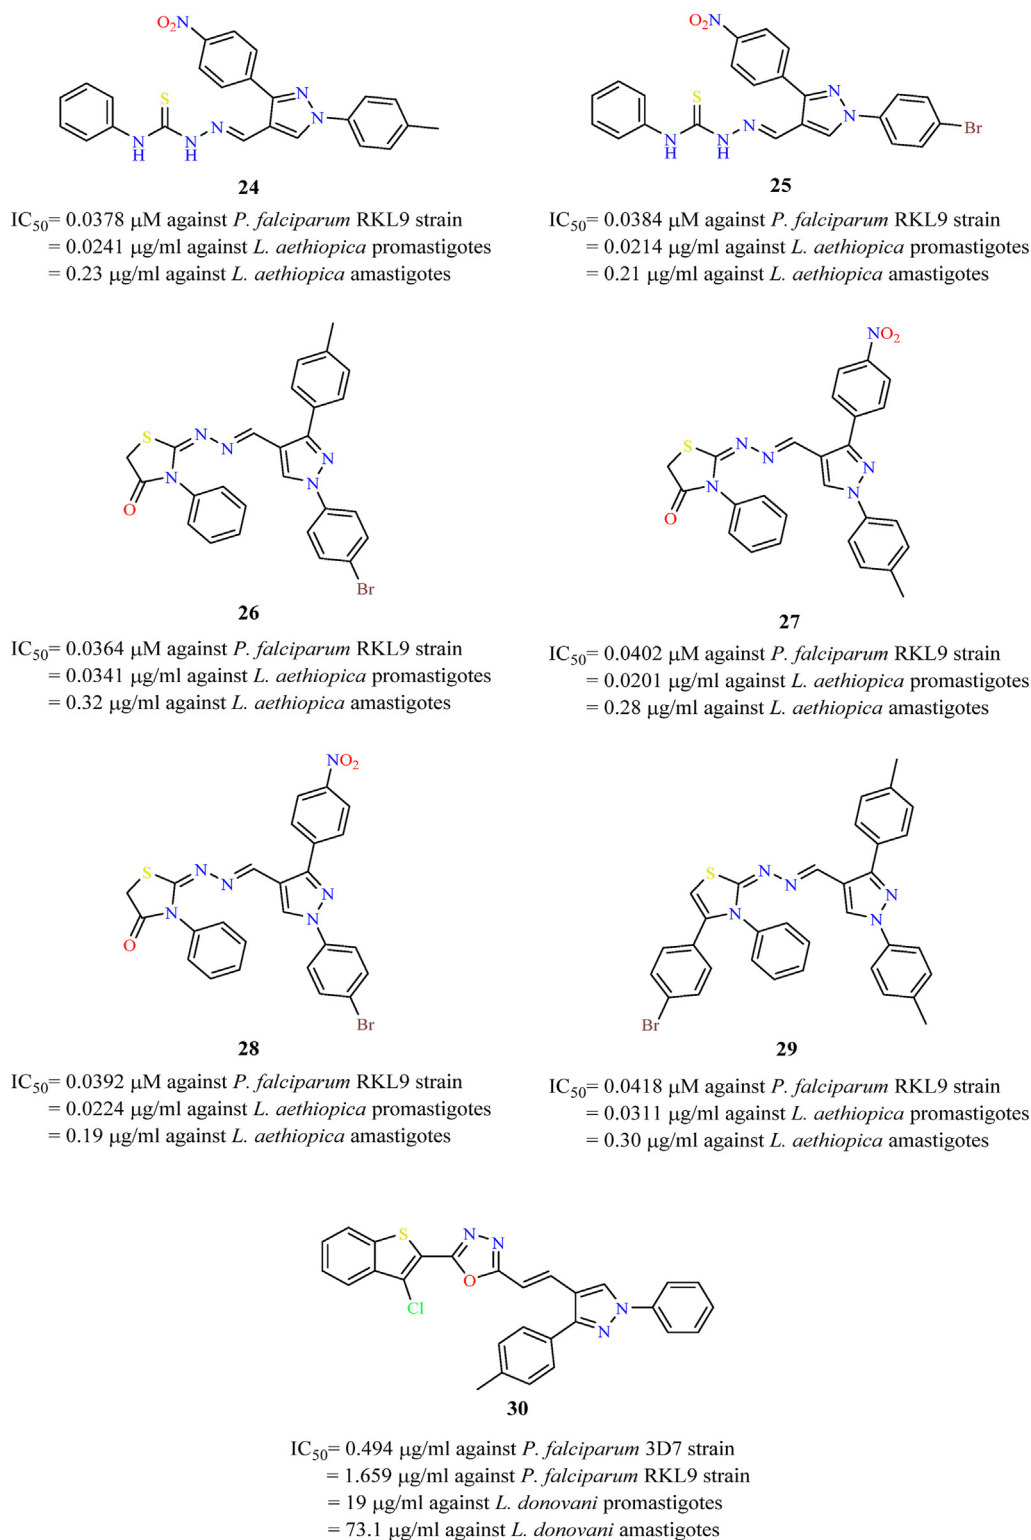 O₂N
S
N
N
N
N
H
N
H
24
IC₅₀= 0.0378 μM against P. falciparum RKL9 strain
= 0.0241 μg/ml against L. aethiopica promastigotes
= 0.23 μg/ml against L. aethiopica amastigotes
O₂N
S
N
N
N
N
H
N
H
Br
25
IC₅₀= 0.0384 μM against P. falciparum RKL9 strain
= 0.0214 μg/ml against L. aethiopica promastigotes
= 0.21 μg/ml against L. aethiopica amastigotes
S
N
N
N
N
N
O
Br
26
IC₅₀= 0.0364 μM against P. falciparum RKL9 strain
= 0.0341 μg/ml against L. aethiopica promastigotes
= 0.32 μg/ml against L. aethiopica amastigotes
NO₂
S
N
N
N
N
N
O
27
IC₅₀= 0.0402 μM against P. falciparum RKL9 strain
= 0.0201 μg/ml against L. aethiopica promastigotes
= 0.28 μg/ml against L. aethiopica amastigotes
NO₂
S
N
N
N
N
N
O
Br
28
IC₅₀= 0.0392 μM against P. falciparum RKL9 strain
= 0.0224 μg/ml against L. aethiopica promastigotes
= 0.19 μg/ml against L. aethiopica amastigotes
S
N
N
N
N
N
Br
29
IC₅₀= 0.0418 μM against P. falciparum RKL9 strain
= 0.0311 μg/ml against L. aethiopica promastigotes
= 0.30 μg/ml against L. aethiopica amastigotes
S
N
N
O
Cl
N
N
30
IC₅₀= 0.494 μg/ml against P. falciparum 3D7 strain
= 1.659 μg/ml against P. falciparum RKL9 strain
= 19 μg/ml against L. donovani promastigotes
= 73.1 μg/ml against L. donovani amastigotes